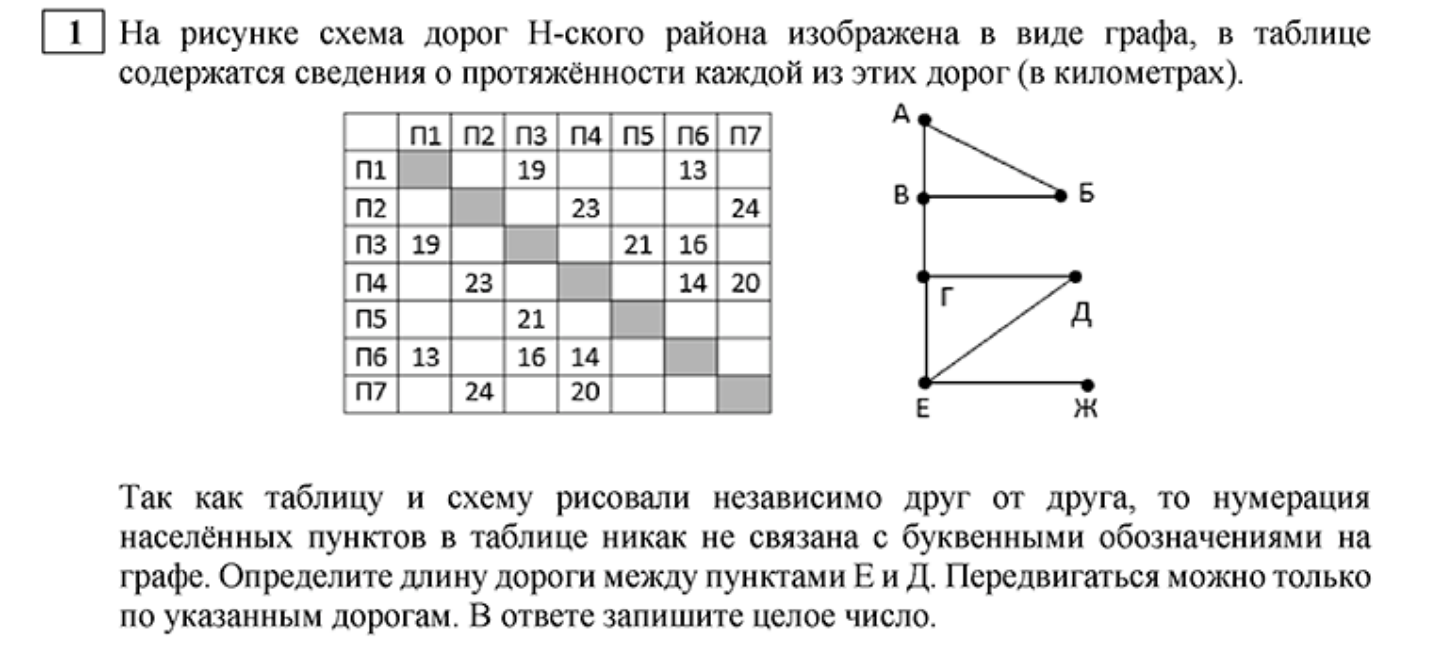 1 На рисунке схема дорог Н-ского района изображена в виде графа, в таблице
содержатся сведения о протяжённости каждой из этих дорог (в километрах).
П1 П2 П3 П4 П5 П6 П7
П1 19 13
П2 23 24
П3 19 21 16
П4 23 14 20
П5 21
П6 13 16 14
П7 24 20
А
В Б
Г
Д
Е Ж
Так как таблицу и схему рисовали независимо друг от друга, то нумерация
населённых пунктов в таблице никак не связана с буквенными обозначениями на
графе. Определите длину дороги между пунктами Е и Д. Передвигаться можно только
по указанным дорогам. В ответе запишите целое число.